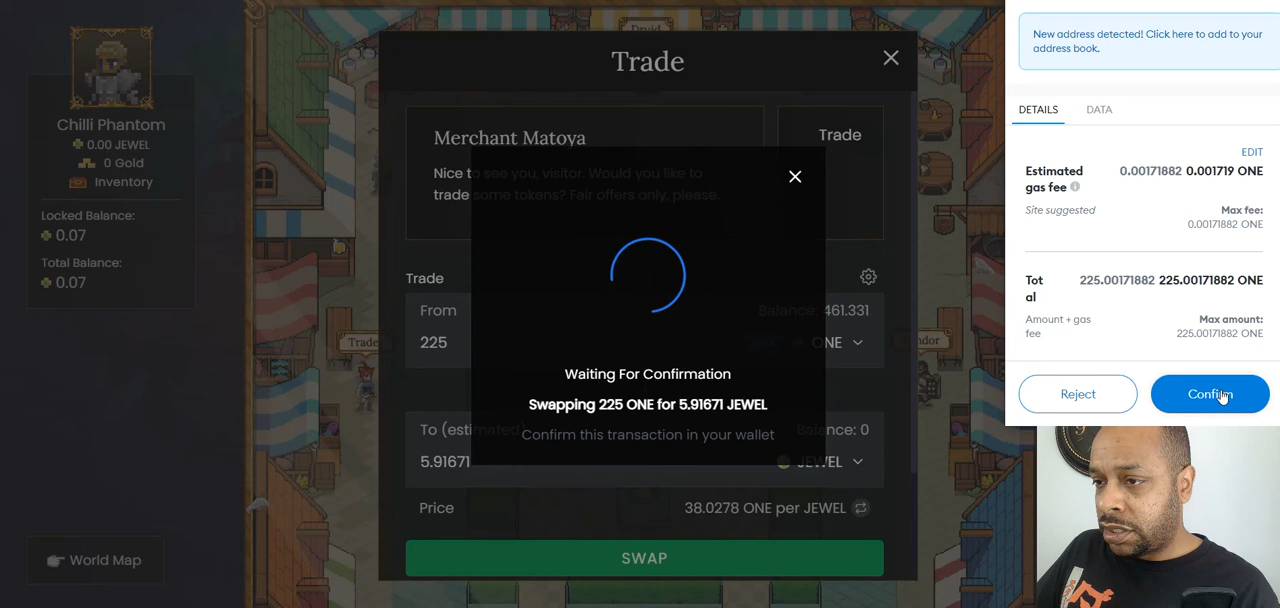 Chilli Phantom
0.00 JEWEL
0 Gold
Inventory
Locked Balance:
0.07
Total Balance:
0.07
World Map
Druid
Trade
Trade
Merchant Matoya
Nice to see you, visitor. Would you like to
trade some tokens? Fair offers only, please.
Trade
Trade
From
Balance: 461.331
225
ONE
Waiting For Confirmation
Swapping 225 ONE for 5.91671 JEWEL
Confirm this transaction in your wallet
To (estimated)
Balance: 0
5.91671
JEWEL
Price
38.0278 ONE per JEWEL
SWAP
New address detected! Click here to add to your
address book.
DETAILS
DATA
EDIT
Estimated
gas fee
0.00171882 0.001719 ONE
Site suggested
Max fee:
0.00171882 ONE
Tot
al
225.00171882 225.00171882 ONE
Amount + gas
fee
Max amount:
225.00171882 ONE
Reject
Confirm